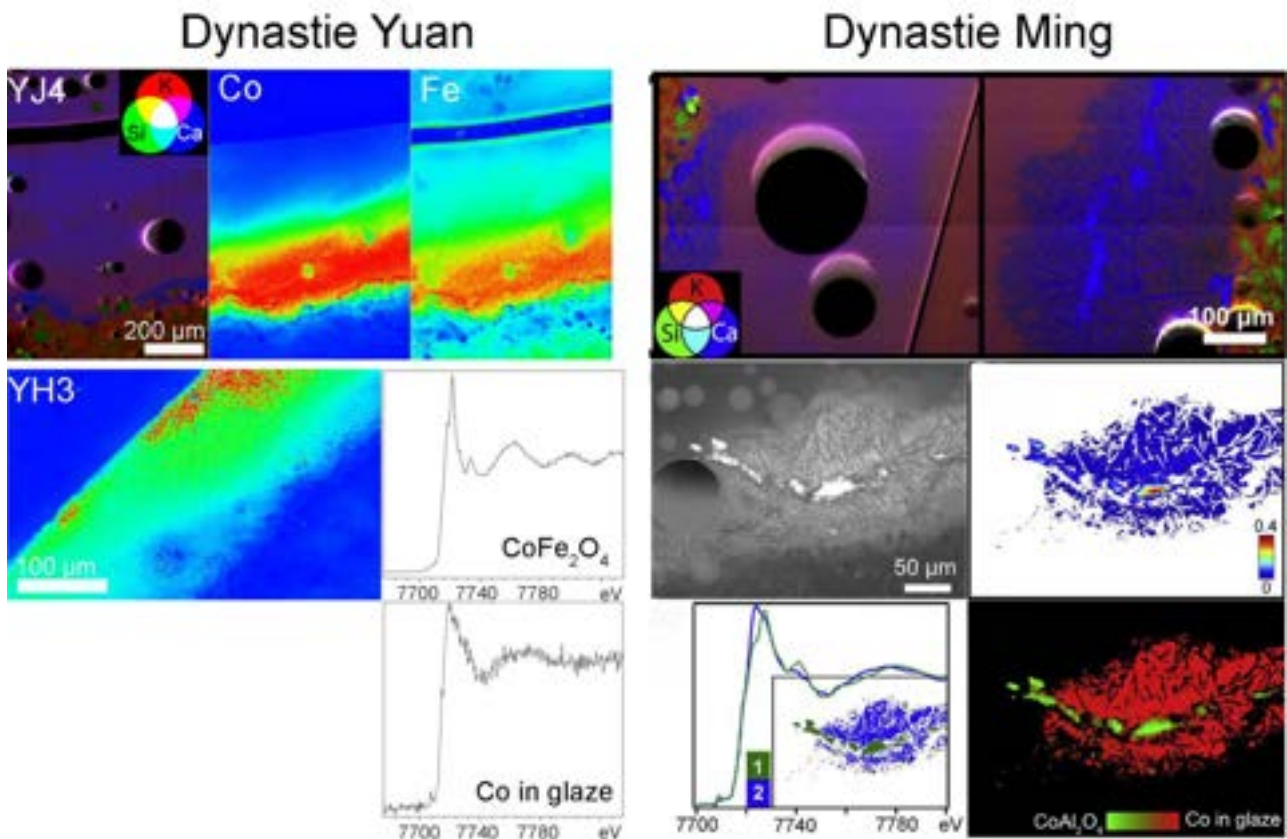 Dynastie Yuan
Dynastie Ming
YJ4
K
Si
Ca
Co
Fe
200 µm
K
Si
Ca
100 µm
YH3
100 µm
CoFe₂O₄
7700 7740 7780 eV
50 µm
0.4
0
Co in glaze
7700 7740 7780 eV
1
2
7700 7740 7780 eV
CoAl₂O₄ Co in glaze